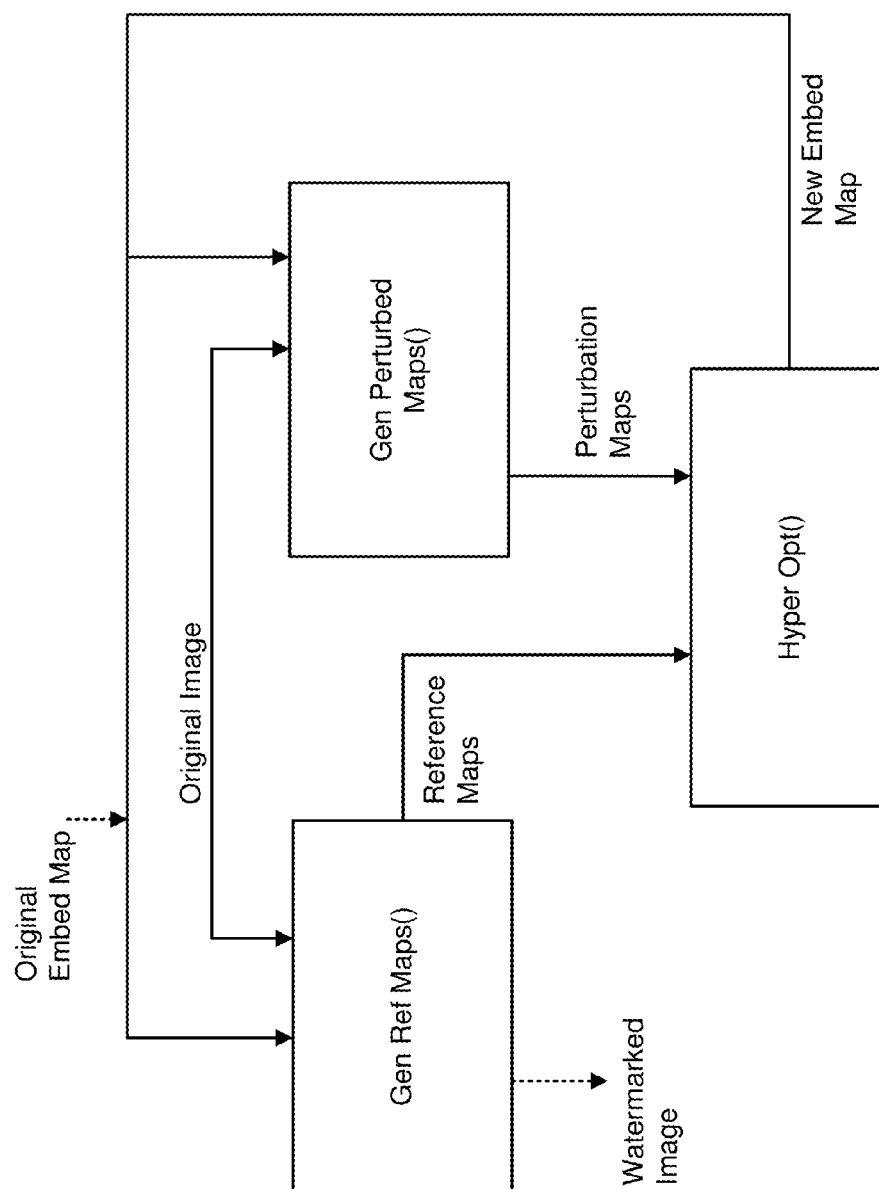 Original
Embed Map
Original Image
Gen Ref Maps()
Gen Perturbed
Maps()
Reference
Maps
Perturbation
Maps
New Embed
Map
Watermarked
Image
Hyper Opt()